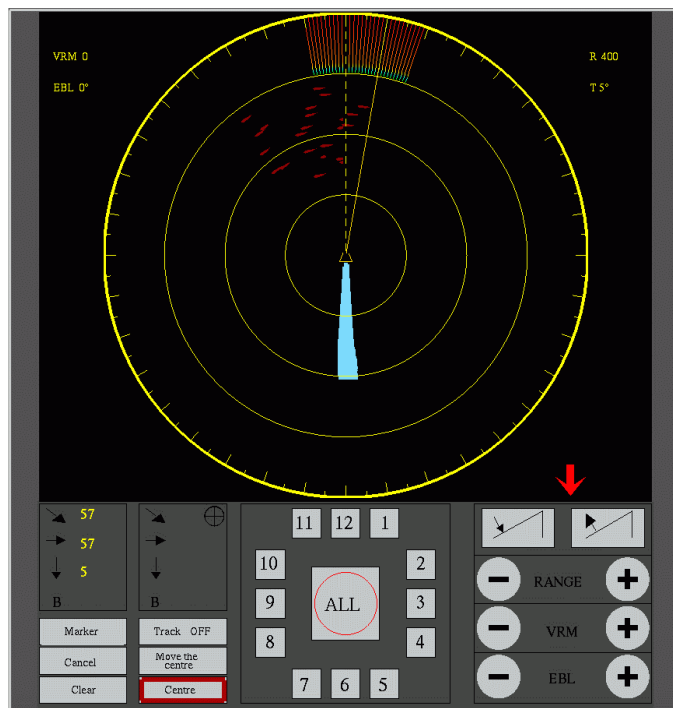 VRM 0
R 400
EBL 0°
T 5°
57
57
5
B
B
11 12 1
10
2
9
3
8
4
ALL
7 6 5
RANGE
VRM
EBL
Marker
Track OFF
Cancel
Move the
centre
Clear
Centre